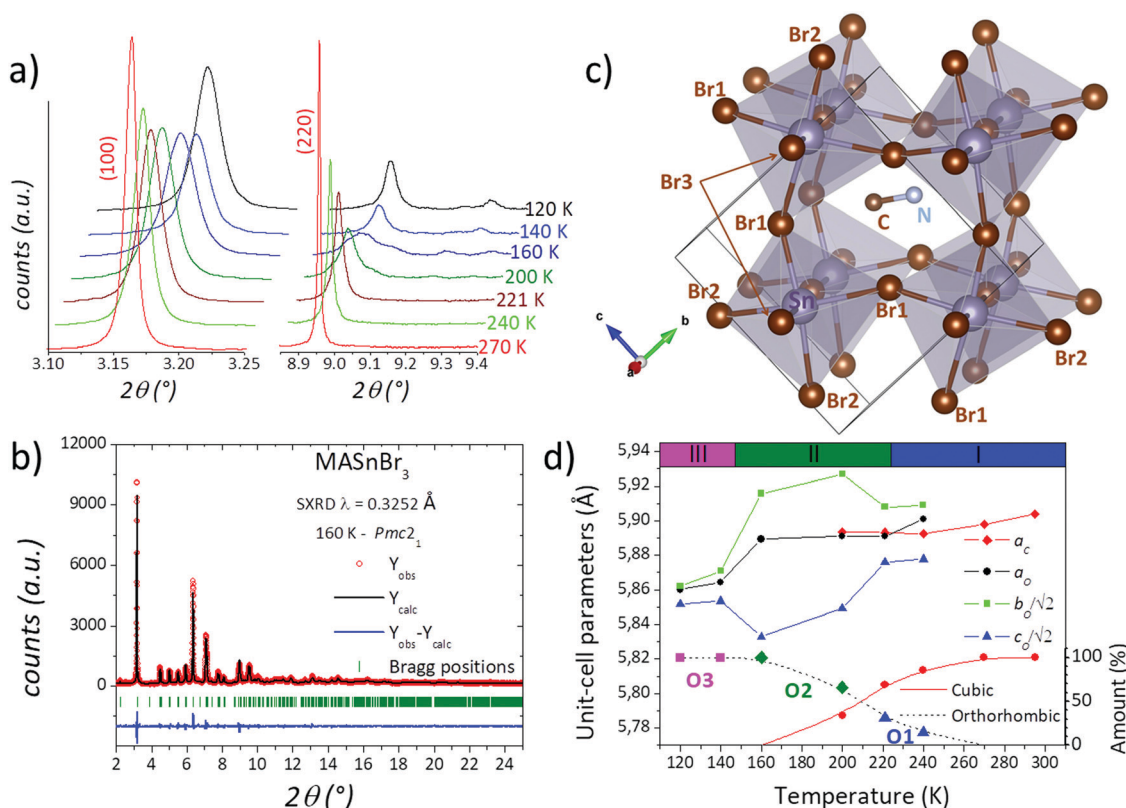 a)
counts (a.u.)
(100)
(220)
120 K
140 K
160 K
200 K
221 K
240 K
270 K
3.10 3.15 3.20 3.25 8.9 9.0 9.1 9.2 9.3 9.4
2θ (°) 2θ (°)
c)
Br2
Br1
Br3
C N
Br1
Br2
Sn
Br1
Br2
Br2
Br1
c b
a
b)
12000
9000
6000
3000
0
counts (a.u.)
MASnBr3
SXRD λ = 0.3252 Å
160 K - Pmc21
Yobs
Ycalc
Yobs-Ycalc
Bragg positions
2 4 6 8 10 12 14 16 18 20 22 24
2θ (°)
d)
III II I
5,94
5,92
5,90
5,88
5,86
5,84
5,82
5,80
5,78
Unit-cell parameters (Å)
ac
ao
bo/√2
co/√2
O3
O2
O1
Cubic
Orthorhombic
100
50
0
Amount (%)
120 140 160 180 200 220 240 260 280 300
Temperature (K)